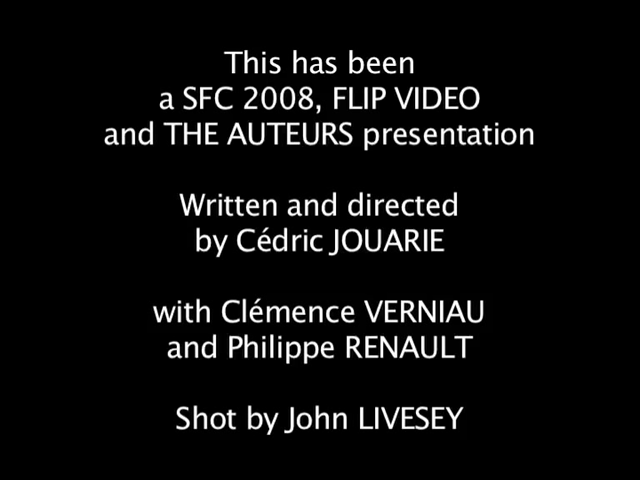 This has been
a SFC 2008, FLIP VIDEO
and THE AUTEURS presentation
Written and directed
by Cédric JOUARIE
with Clémence VERNIAU
and Philippe RENAULT
Shot by John LIVESEY